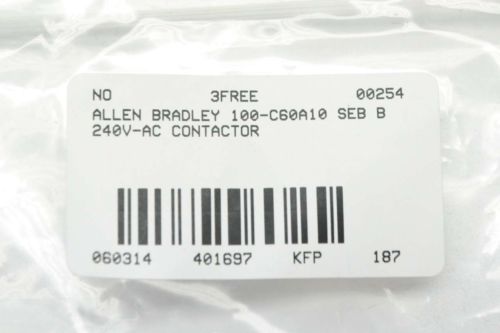 NO 3FREE 00254
ALLEN BRADLEY 100-C60A10 SEB B
240V-AC CONTACTOR
060314 401697 KFP 187